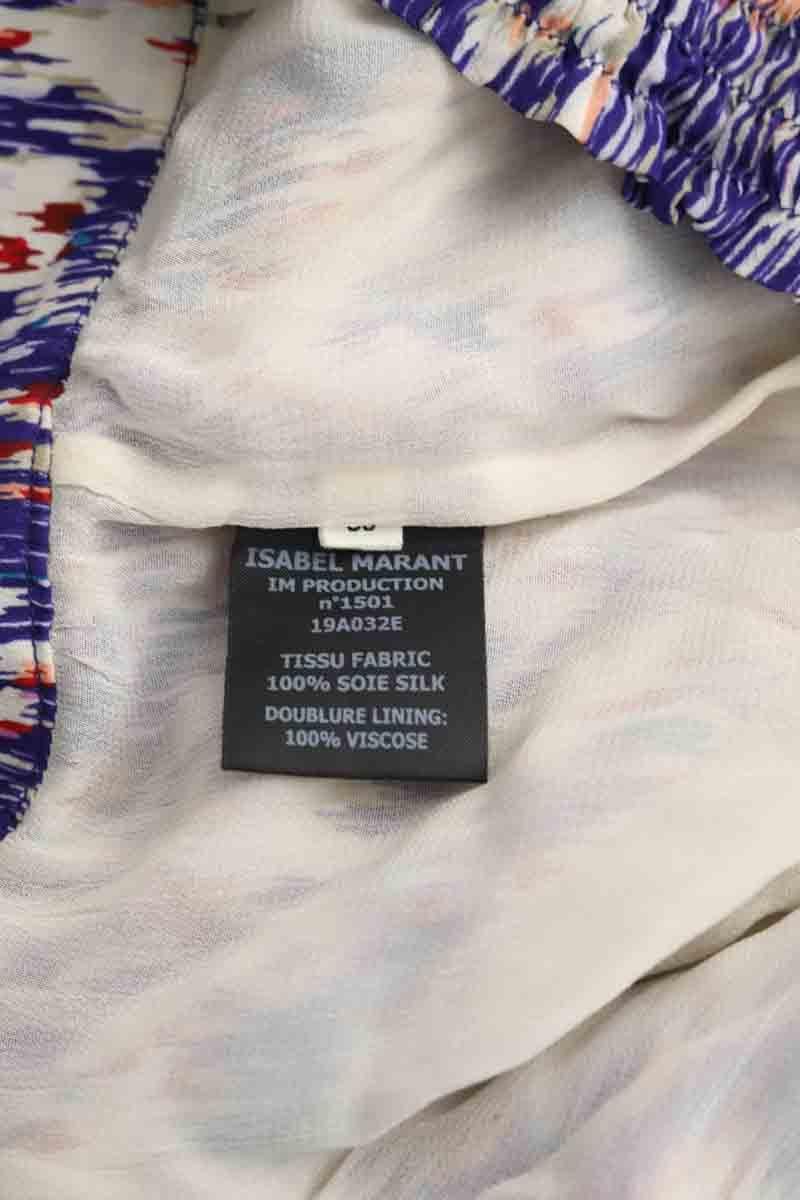 ISABEL MARANT
IM PRODUCTION
n°1501
19A032E
TISSU FABRIC
100% SOIE SILK
DOUBLURE LINING:
100% VISCOSE